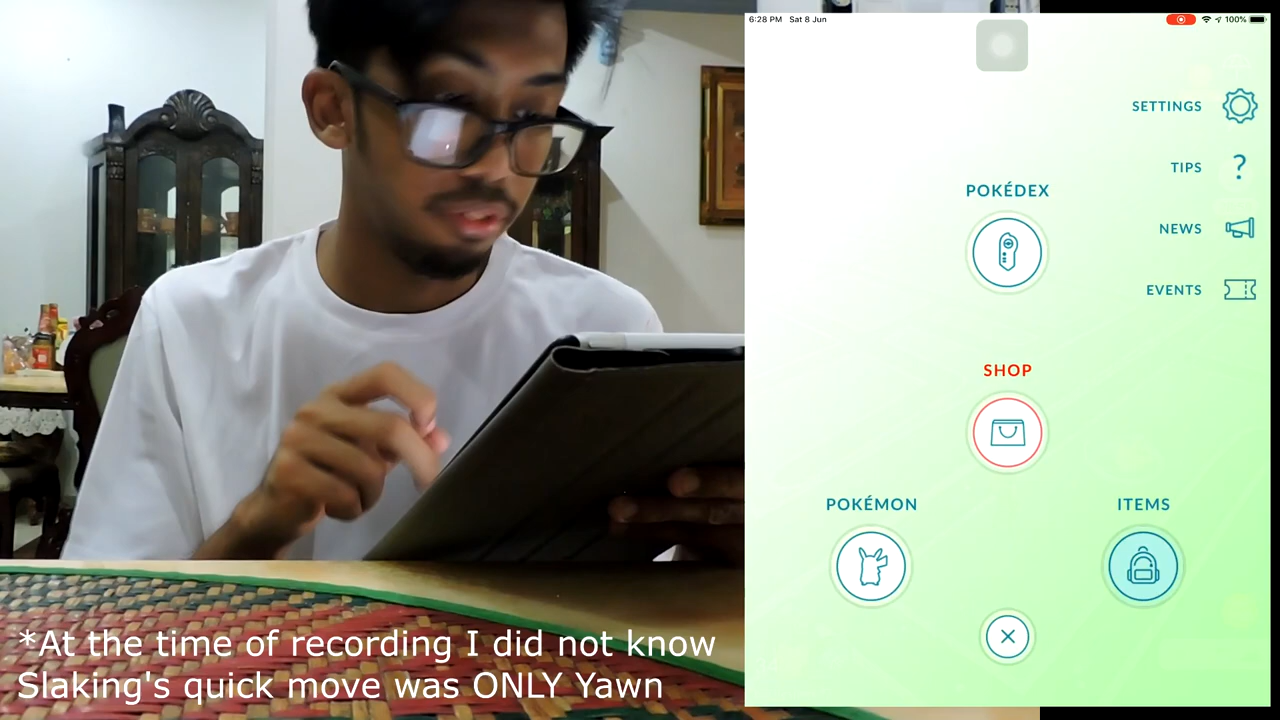 6:28 PM Sat 8 Jun
100%
SETTINGS
TIPS
?
POKÉDEX
NEWS
EVENTS
SHOP
POKÉMON
ITEMS
*At the time of recording I did not know
Slaking's quick move was ONLY Yawn